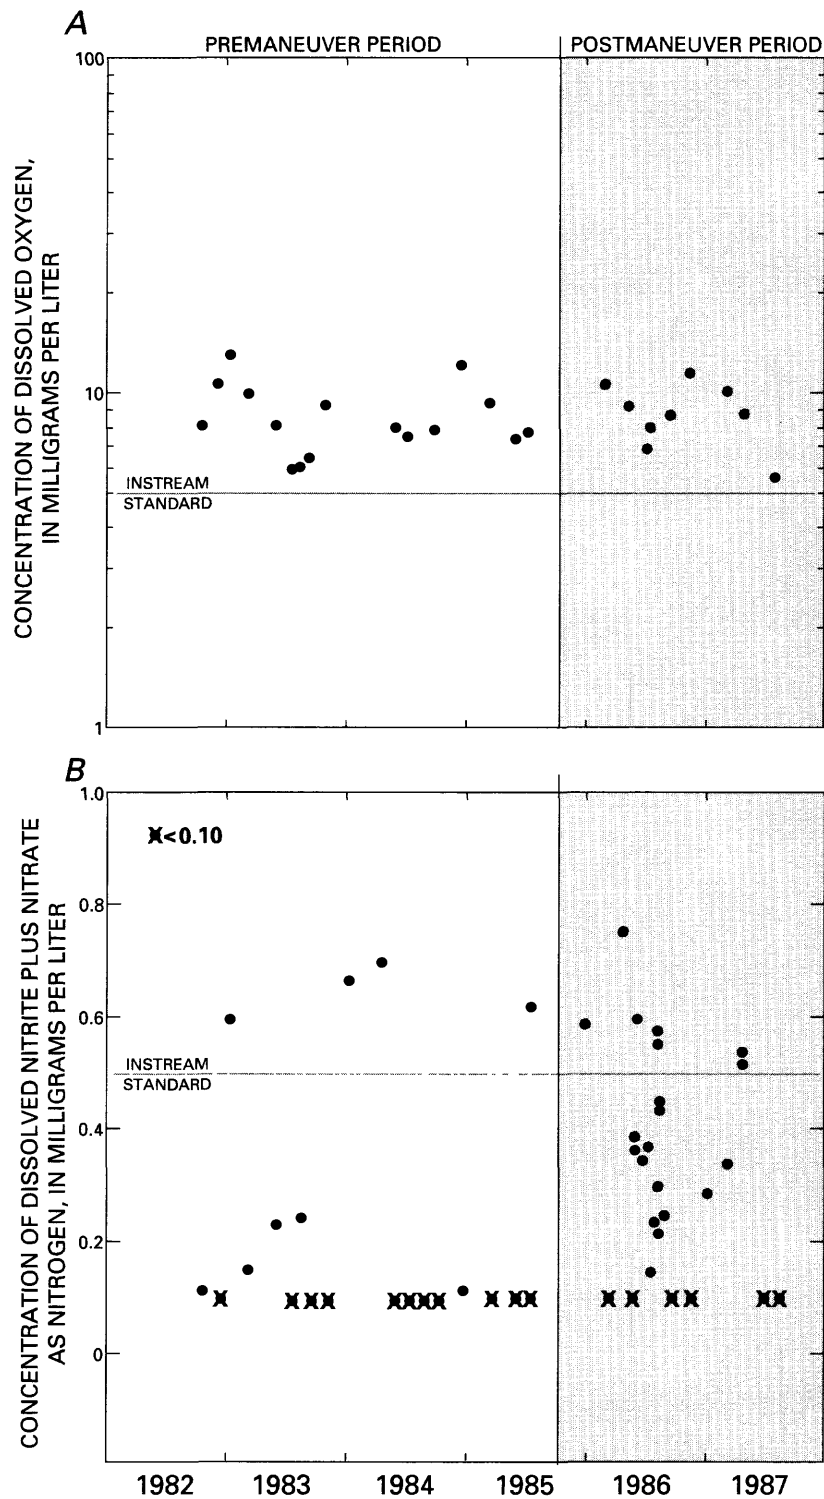 A
PREMANEUVER PERIOD
POSTMANEUVER PERIOD
CONCENTRATION OF DISSOLVED OXYGEN,
IN MILLIGRAMS PER LITER
100
10
INSTREAM
STANDARD
1
B
CONCENTRATION OF DISSOLVED NITRITE PLUS NITRATE
AS NITROGEN, IN MILLIGRAMS PER LITER
1.0
<0.10
0.8
0.6
INSTREAM
STANDARD
0.4
0.2
0
1982 1983 1984 1985 1986 1987